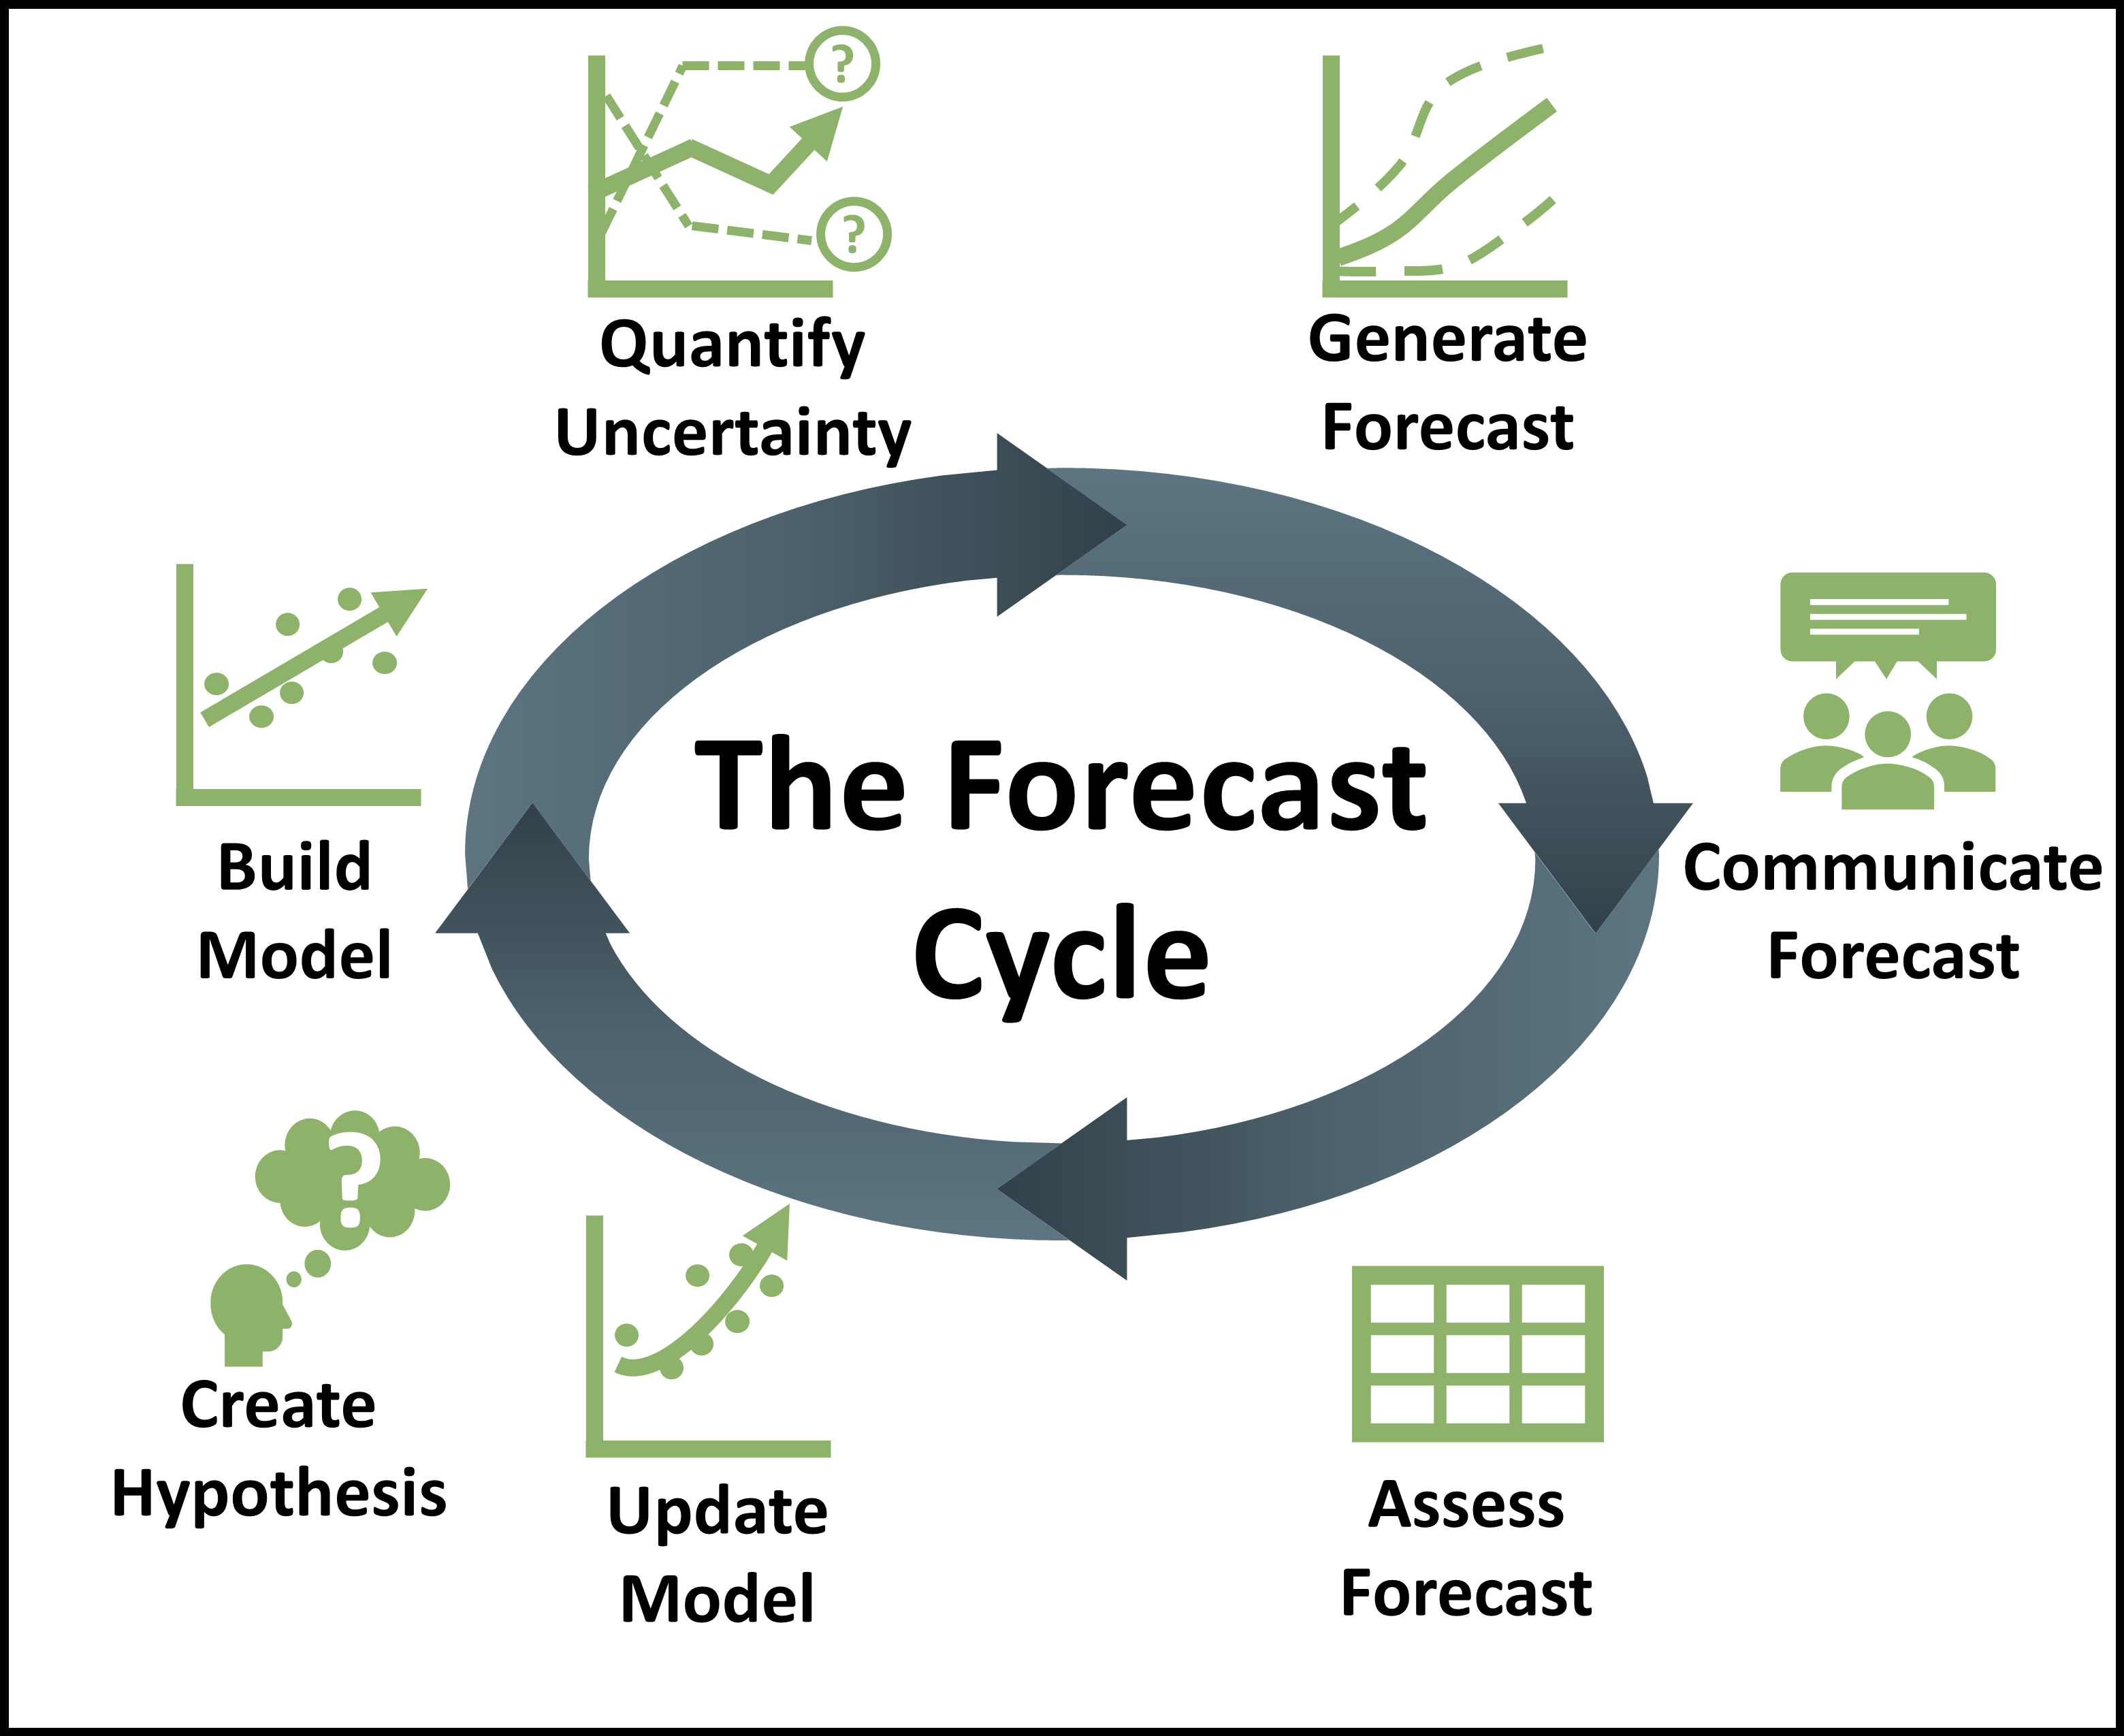 ?
?
Quantify
Uncertainty
Generate
Forecast
Build
Model
The Forecast
Cycle
Communicate
Forecast
?
Create
Hypothesis
Update
Model
Assess
Forecast